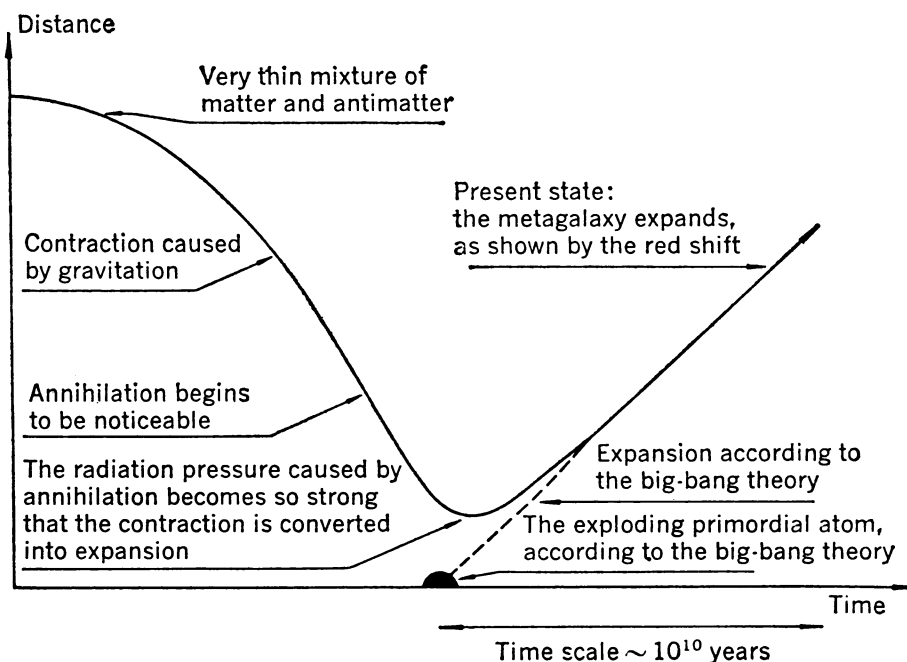 Distance
Very thin mixture of
matter and antimatter
Present state:
the metagalaxy expands,
as shown by the red shift
Contraction caused
by gravitation
Annihilation begins
to be noticeable
The radiation pressure caused by
annihilation becomes so strong
that the contraction is converted
into expansion
Expansion according to
the big-bang theory
The exploding primordial atom,
according to the big-bang theory
Time
Time scale ~ 10¹⁰ years